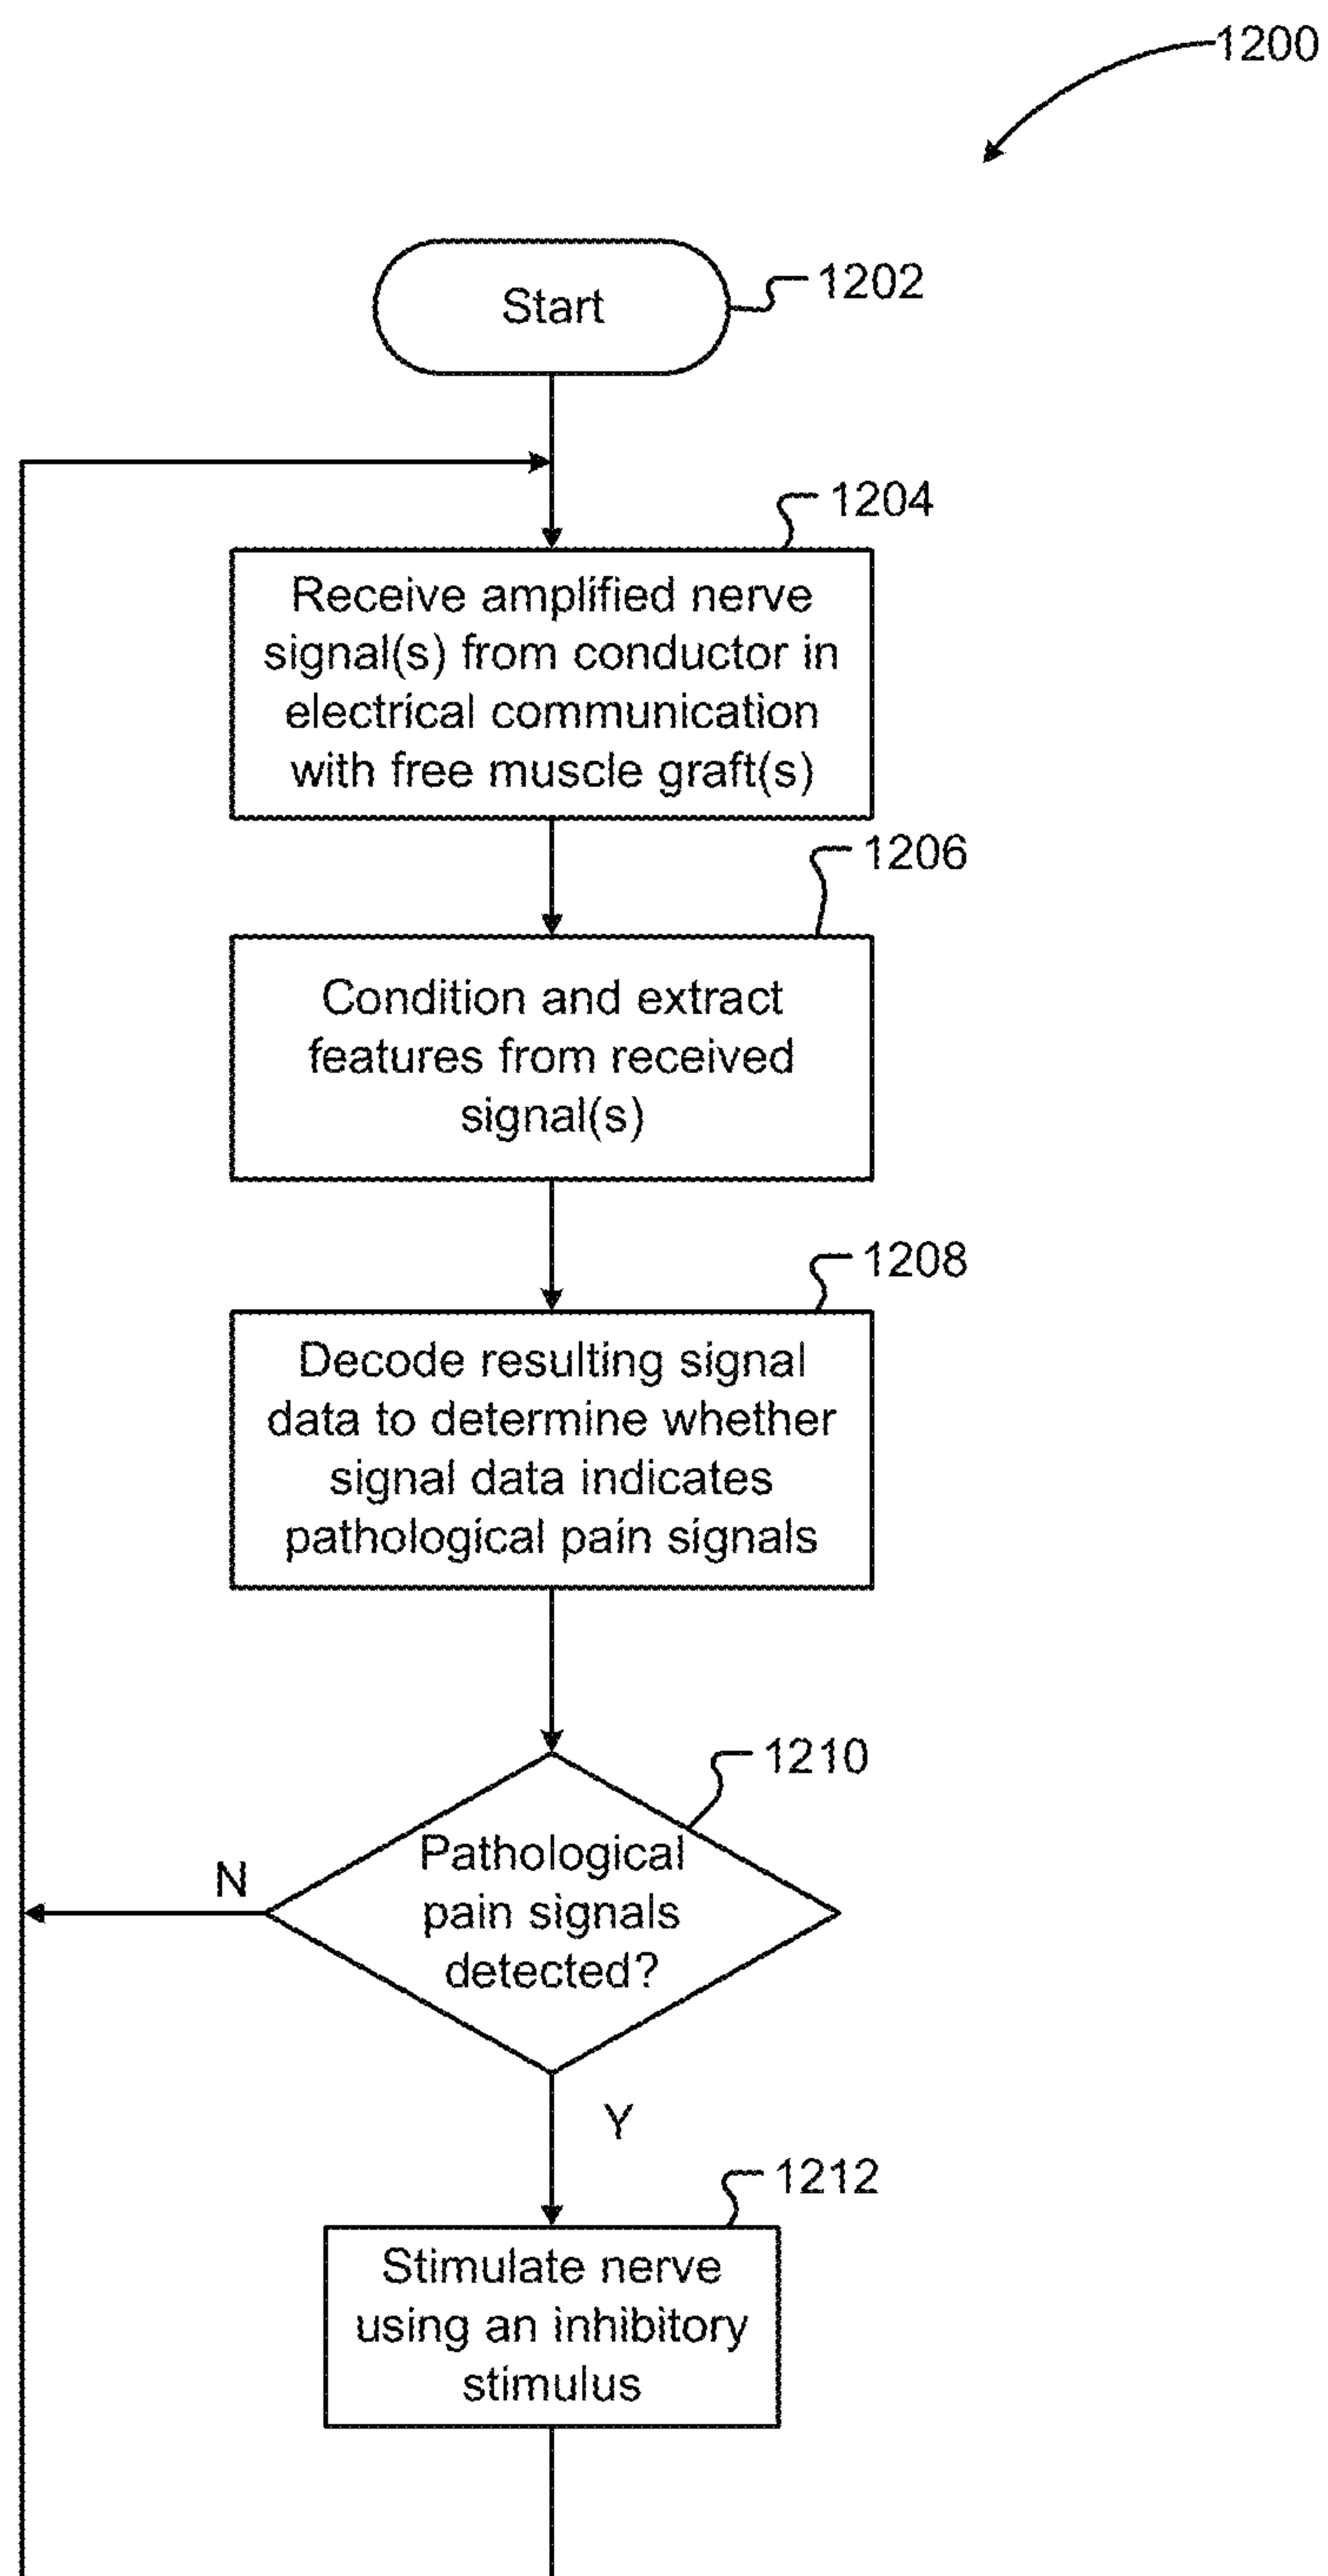 1200
Start
1202
1204
Receive amplified nerve
signal(s) from conductor in
electrical communication
with free muscle graft(s)
1206
Condition and extract
features from received
signal(s)
1208
Decode resulting signal
data to determine whether
signal data indicates
pathological pain signals
1210
Pathological
pain signals
detected?
N
Y
1212
Stimulate nerve
using an inhibitory
stimulus